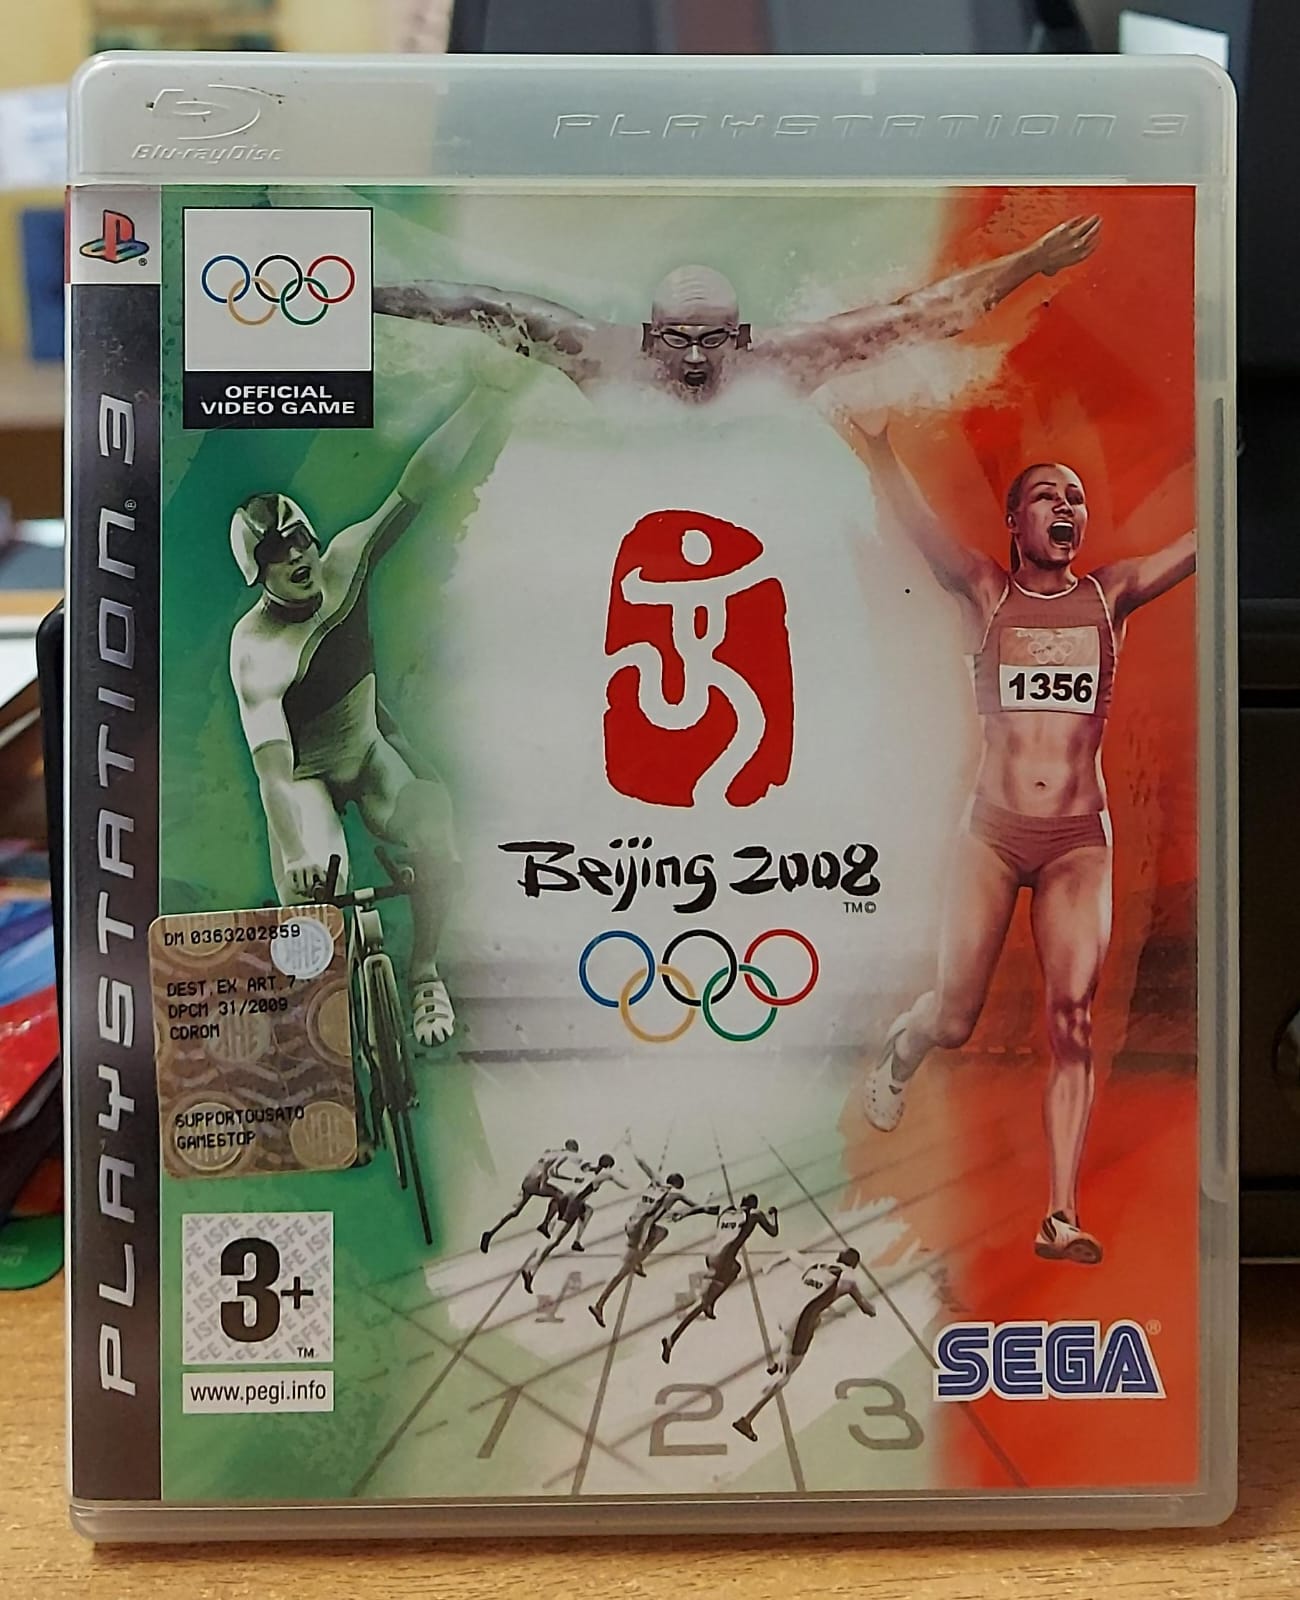 Blu-ray Disc
PLAYSTATION 3
PLAYSTATION® 3
OFFICIAL
VIDEO GAME
1356
Beijing 2008
TM©
DM 0363202859
DEST.EX ART.7
DPCM 31/2009
CDROM
SUPPORTOUSATO
GAMESTOP
3+
TM
www.pegi.info
1 2 3
SEGA®